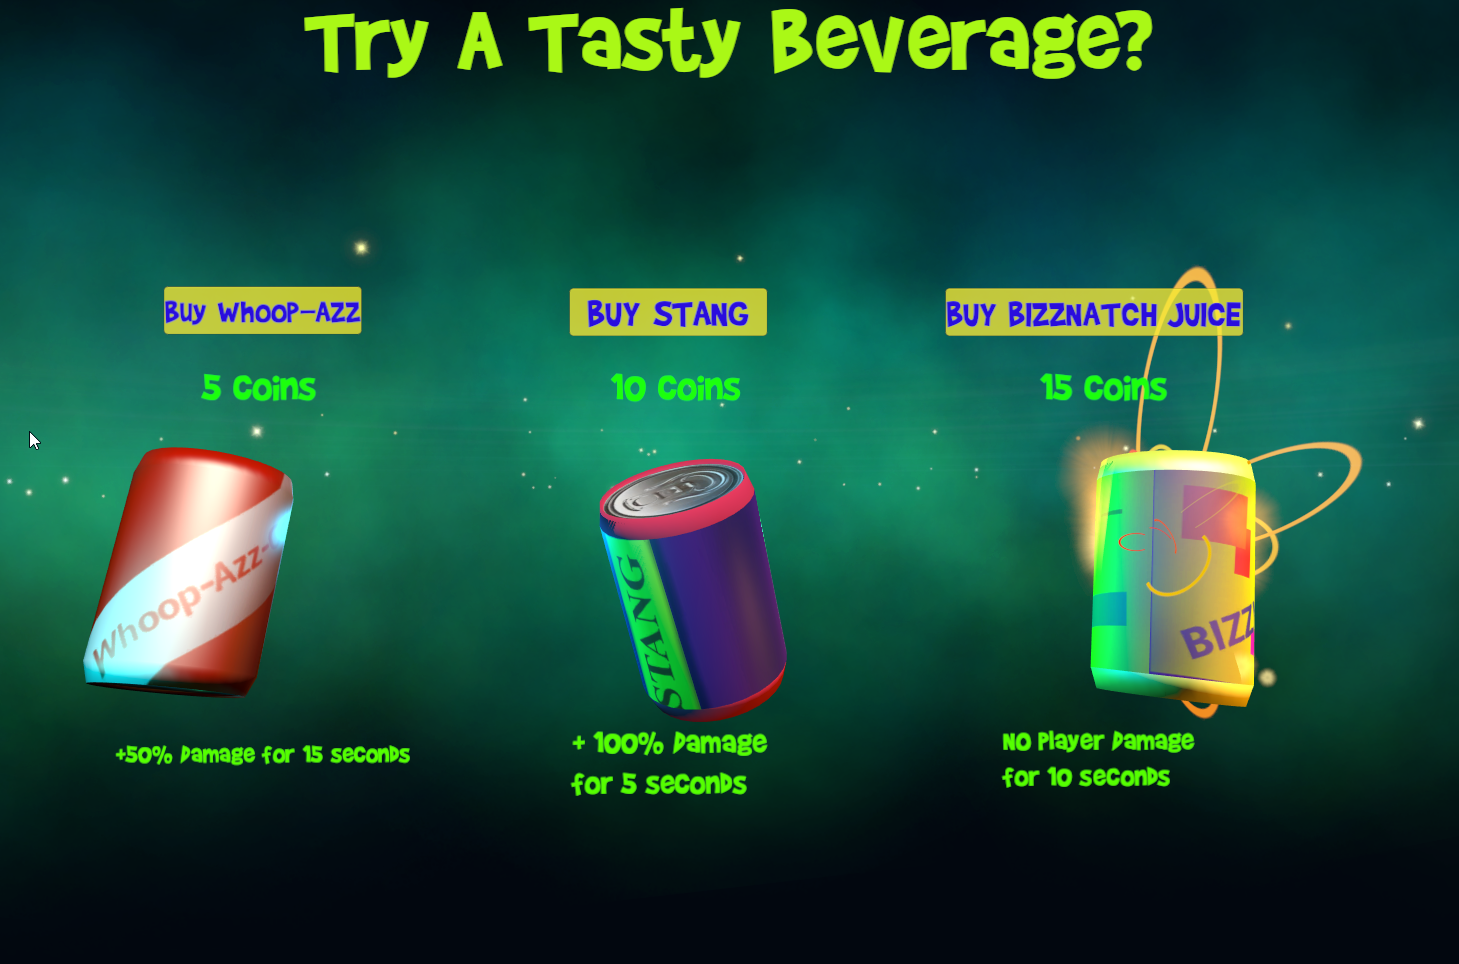 Try A Tasty Beverage?
Buy Whoop-Azz
BUY STANG
BUY BIZZNATCH JUICE
5 Coins
10 Coins
15 Coins
Whoop-Azz-
STANG
BIZZ
+50% Damage for 15 seconds
+ 100% Damage
for 5 seconds
NO Player Damage
for 10 seconds